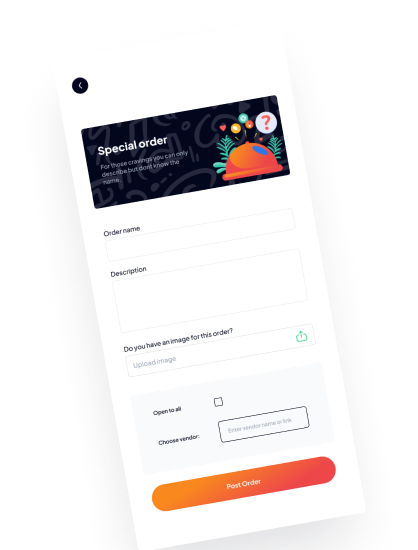 Special order
For those cravings you can only
describe but dont know the
name
?
Order name
Description
Do you have an image for this order?
Upload image
Open to all
Choose vendor:
Enter vendor name or link
Post Order